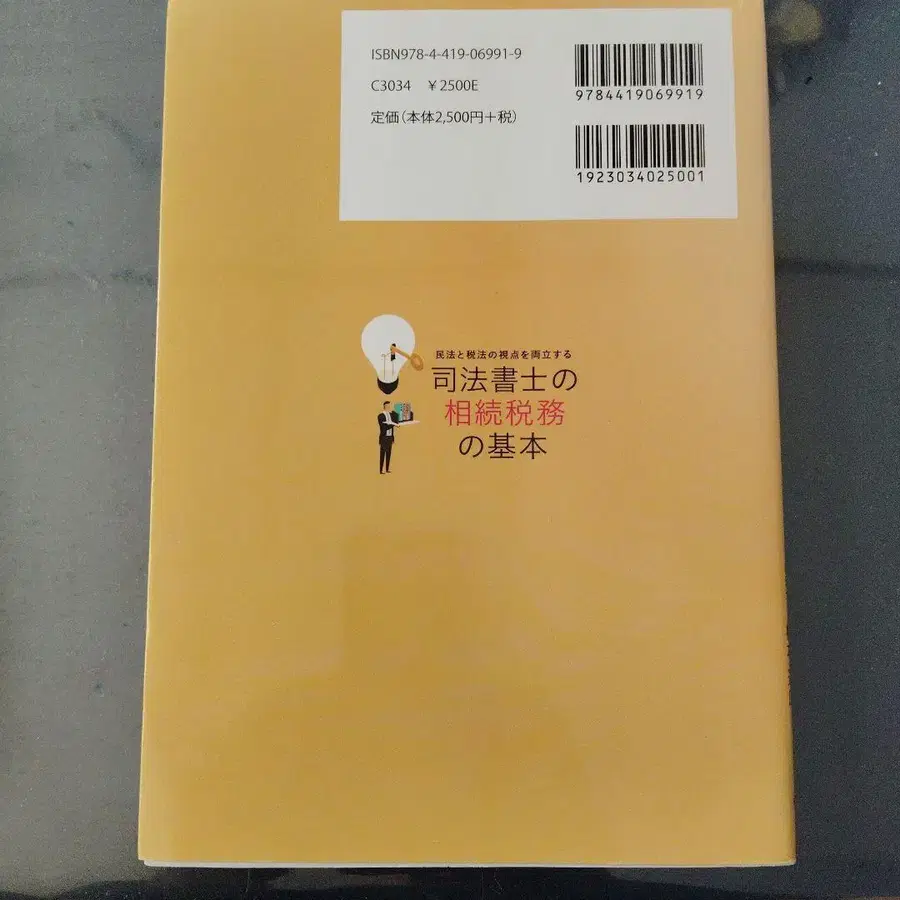 ISBN978-4-419-06991-9
C3034 ¥2500E
定価(本体2,500円+税)
9784419069919
1923034025001
民法と税法の視点を両立する
司法書士の
相続税務
の基本